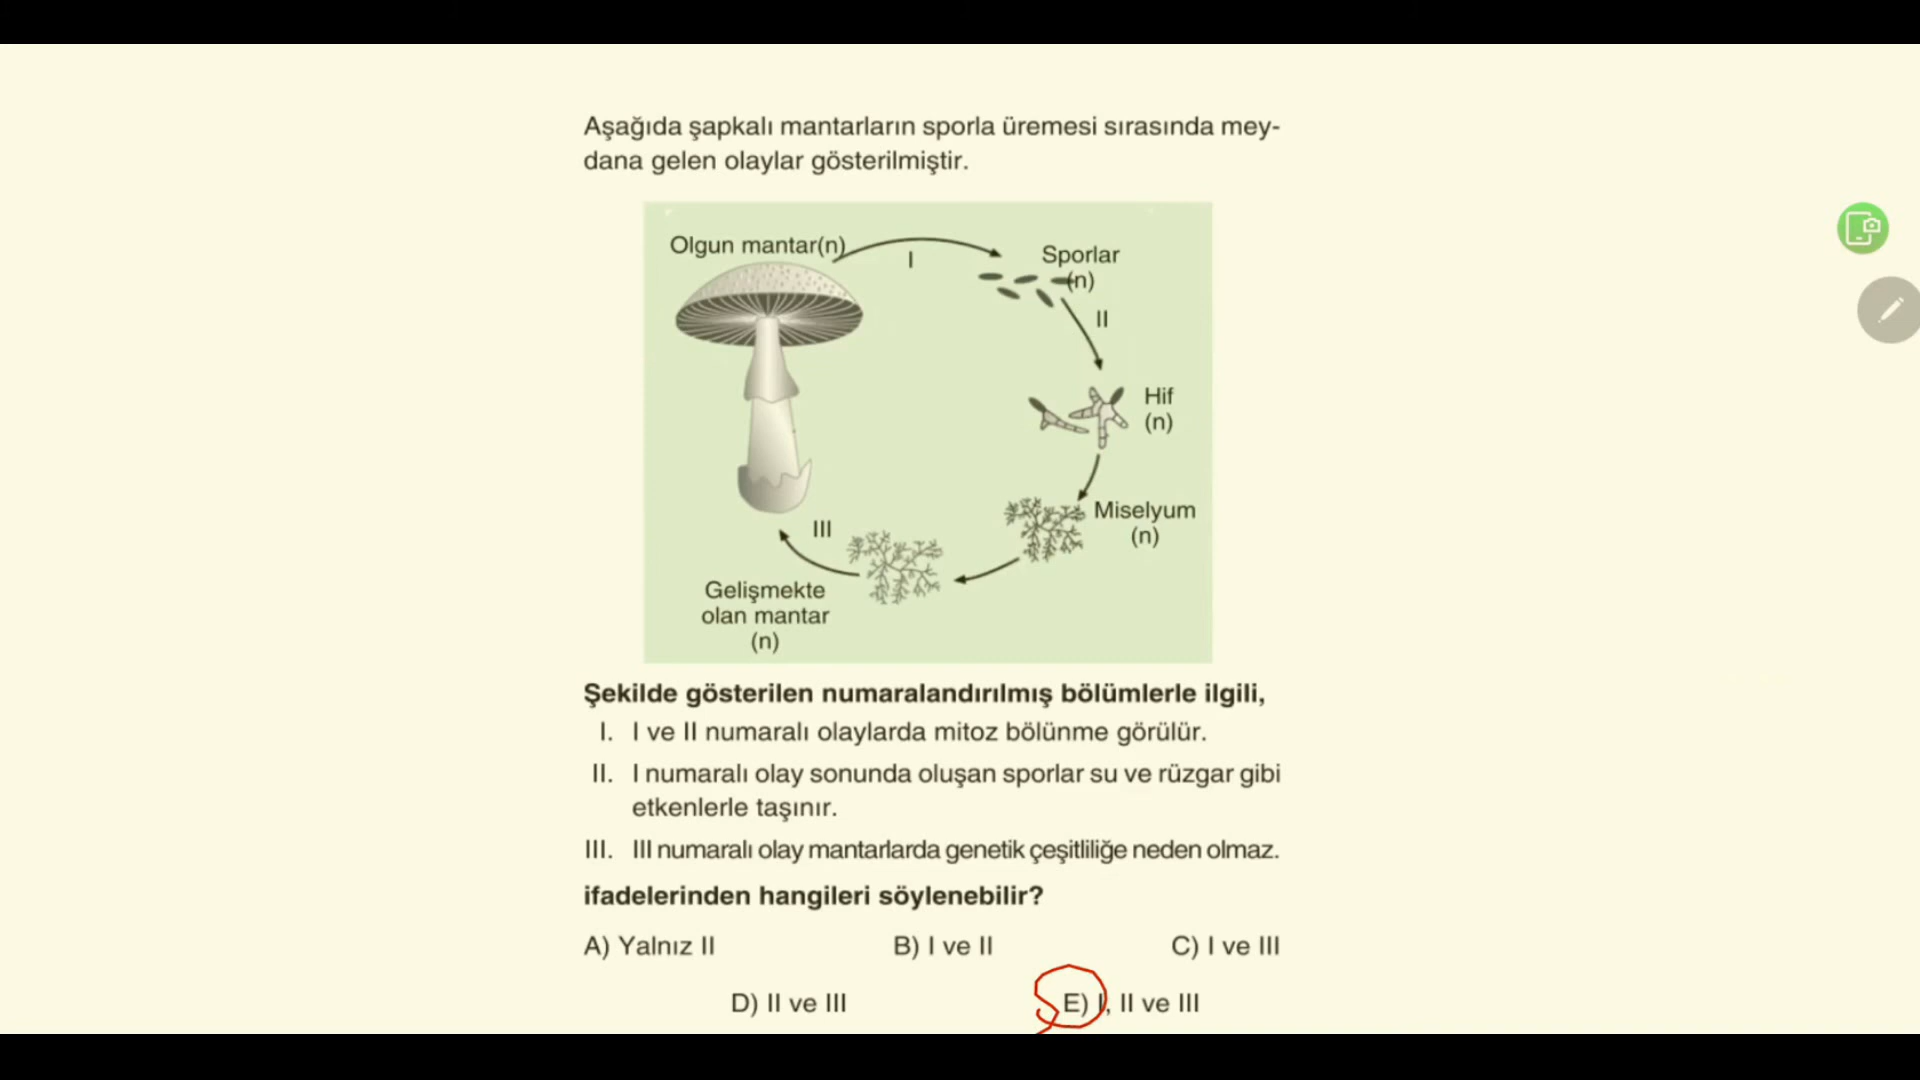 Aşağıda şapkalı mantarların sporla üremesi sırasında mey-
dana gelen olaylar gösterilmiştir.
Olgun mantar(n)
I
Sporlar
(n)
II
Hif
(n)
Miselyum
(n)
III
Gelişmekte
olan mantar
(n)
Şekilde gösterilen numaralandırılmış bölümlerle ilgili,
I. I ve II numaralı olaylarda mitoz bölünme görülür.
II. I numaralı olay sonunda oluşan sporlar su ve rüzgar gibi
etkenlerle taşınır.
III. III numaralı olay mantarlarda genetik çeşitliliğe neden olmaz.
ifadelerinden hangileri söylenebilir?
A) Yalnız II B) I ve II C) I ve III
D) II ve III E) I, II ve III